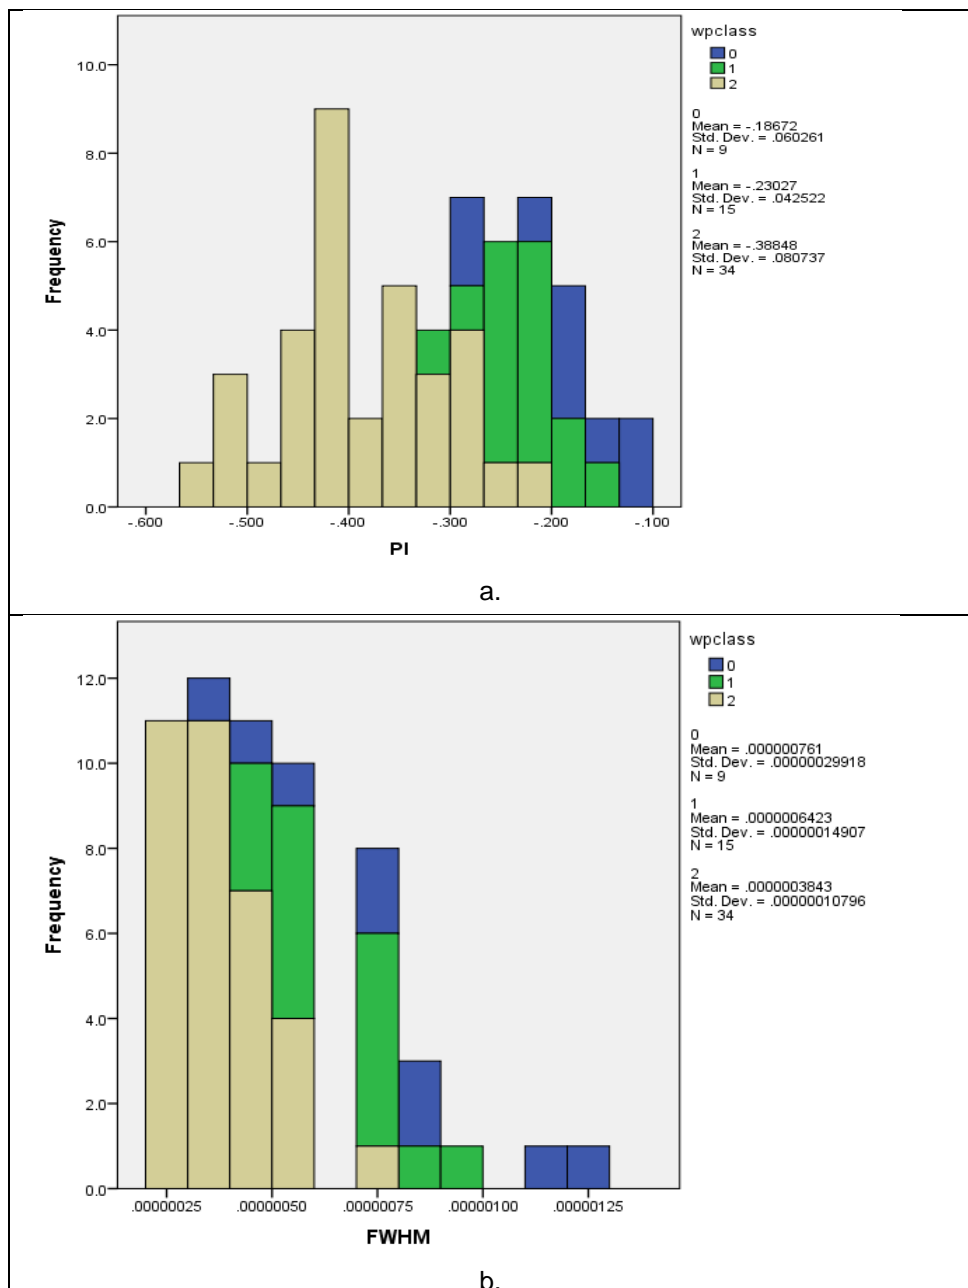 wpclass
0
1
2
0
Mean = -.18672
Std. Dev. = .060261
N = 9
1
Mean = -.23027
Std. Dev. = .042522
N = 15
2
Mean = -.38848
Std. Dev. = .080737
N = 34
10.0
8.0
6.0
4.0
2.0
0.0
Frequency
-.600 -.500 -.400 -.300 -.200 -.100
PI
a.
wpclass
0
1
2
0
Mean = .000000761
Std. Dev. = .00000029918
N = 9
1
Mean = .0000006423
Std. Dev. = .00000014907
N = 15
2
Mean = .0000003843
Std. Dev. = .00000010796
N = 34
12.0
10.0
8.0
6.0
4.0
2.0
0.0
Frequency
.00000025 .00000050 .00000075 .00000100 .00000125
FWHM
b.